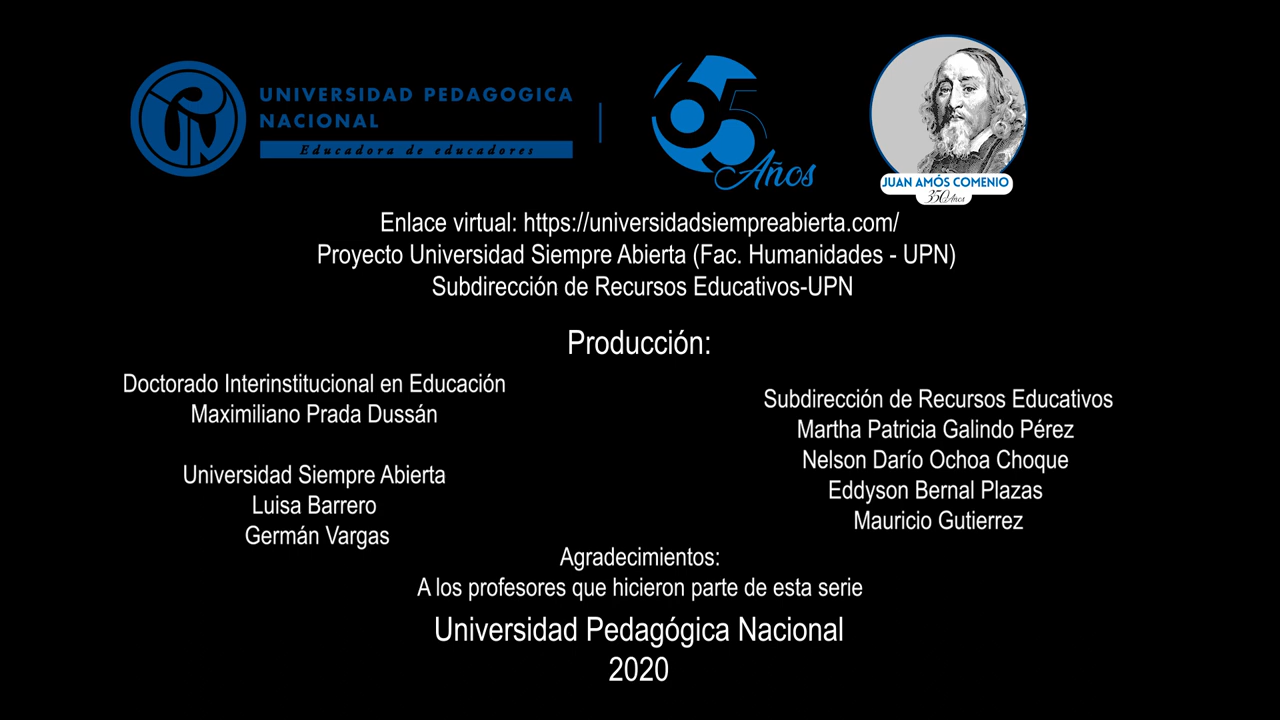 UNIVERSIDAD PEDAGOGICA
NACIONAL
Educadora de educadores
65
Años
JUAN AMÓS COMENIO
350 Años
Enlace virtual: https://universidadsiempreabierta.com/
Proyecto Universidad Siempre Abierta (Fac. Humanidades - UPN)
Subdirección de Recursos Educativos-UPN
Producción:
Doctorado Interinstitucional en Educación
Maximiliano Prada Dussán
Universidad Siempre Abierta
Luisa Barrero
Germán Vargas
Subdirección de Recursos Educativos
Martha Patricia Galindo Pérez
Nelson Darío Ochoa Choque
Eddyson Bernal Plazas
Mauricio Gutierrez
Agradecimientos:
A los profesores que hicieron parte de esta serie
Universidad Pedagógica Nacional
2020